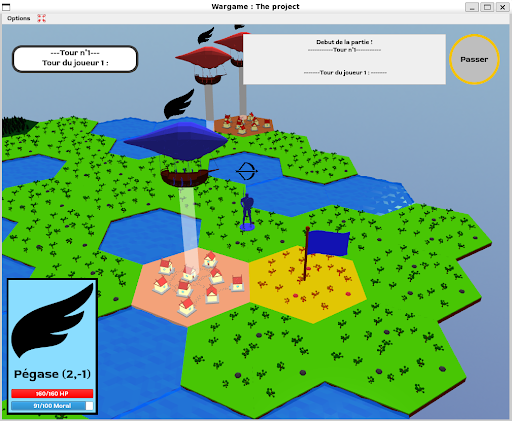 Wargame : The project
Options
---Tour n°1---
Tour du joueur 1 :
Debut de la partie !
------------Tour n°1------------
-------Tour du joueur 1 : -------
Passer
Pégase (2,-1)
160/160 HP
91/100 Moral